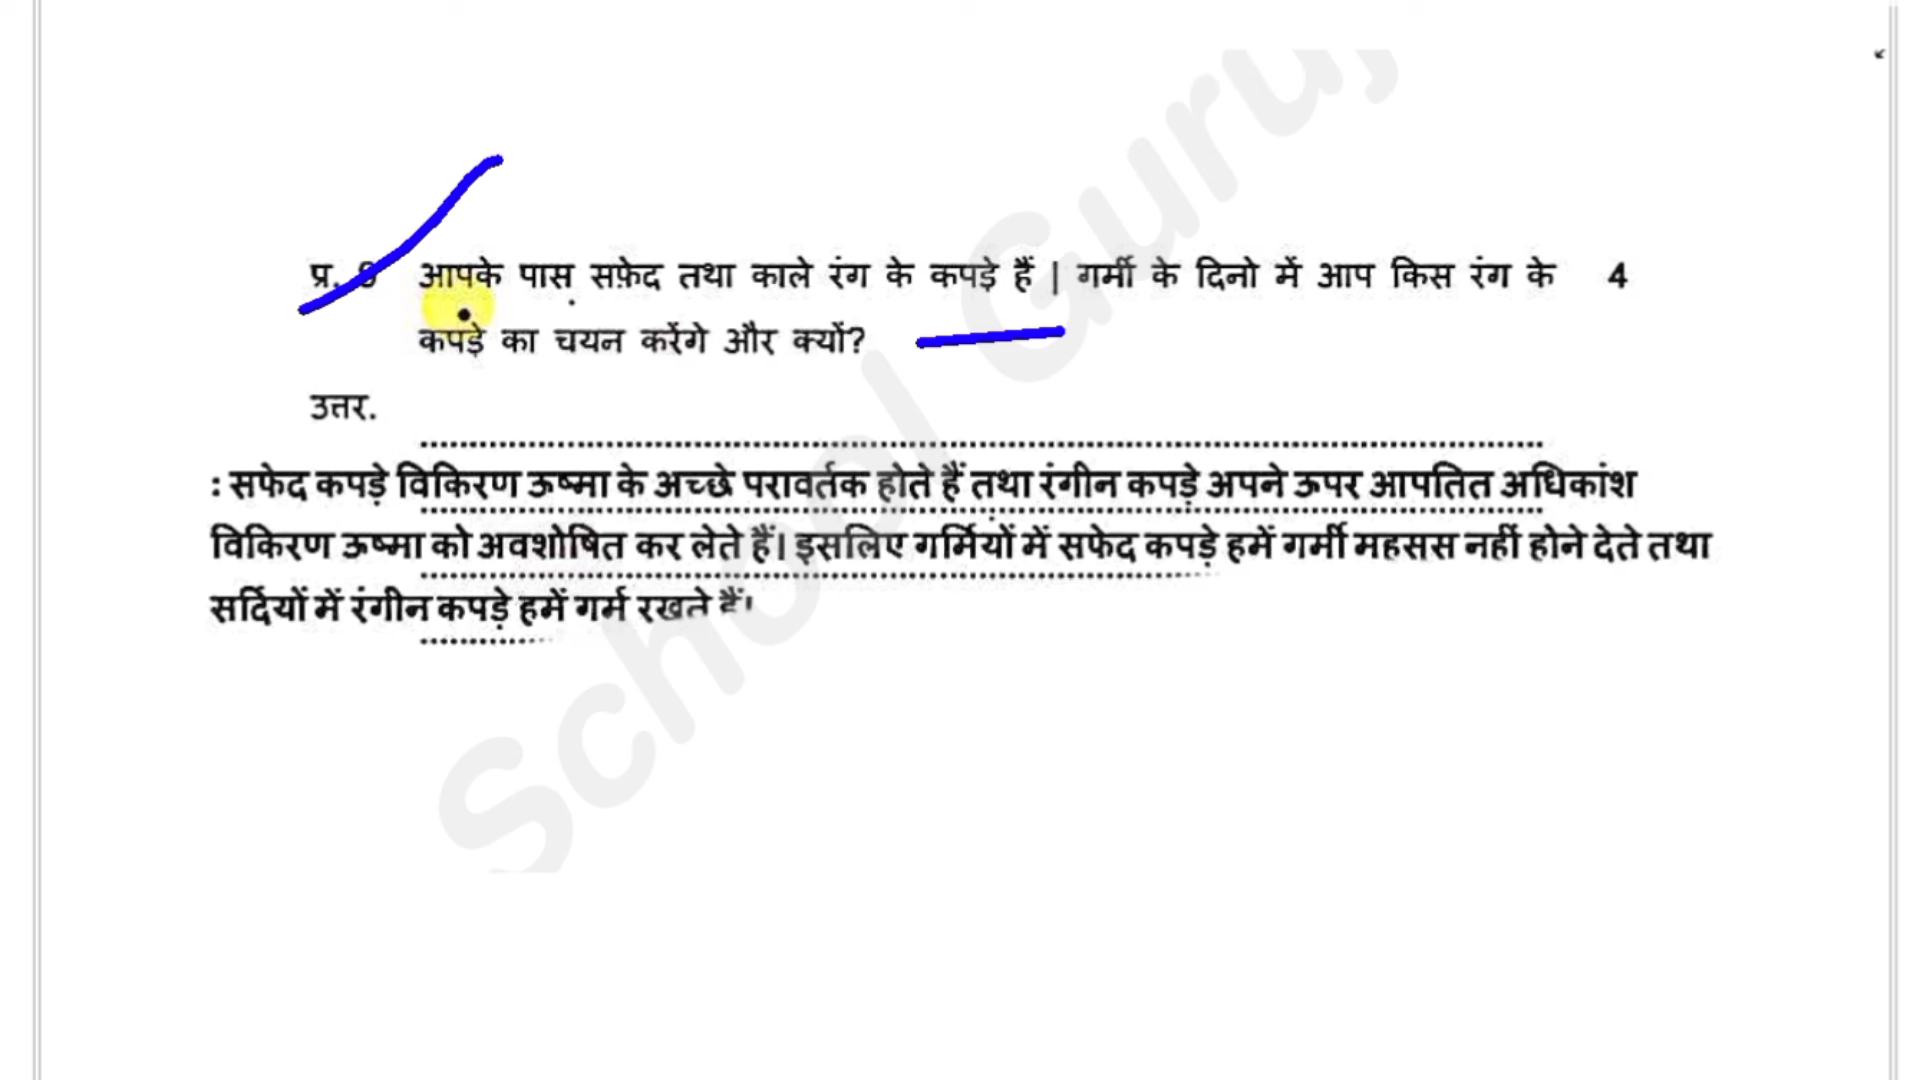 प्र. 9 आपके पास सफ़ेद तथा काले रंग के कपड़े हैं | गर्मी के दिनो में आप किस रंग के 4
कपड़े का चयन करेंगे और क्यों?
उत्तर.
: सफेद कपड़े विकिरण ऊष्मा के अच्छे परावर्तक होते हैं तथा रंगीन कपड़े अपने ऊपर आपतित अधिकांश
विकिरण ऊष्मा को अवशोषित कर लेते हैं। इसलिए गर्मियों में सफेद कपड़े हमें गर्मी महसस नहीं होने देते तथा
सर्दियों में रंगीन कपड़े हमें गर्म रखते हैं।
School Guruji